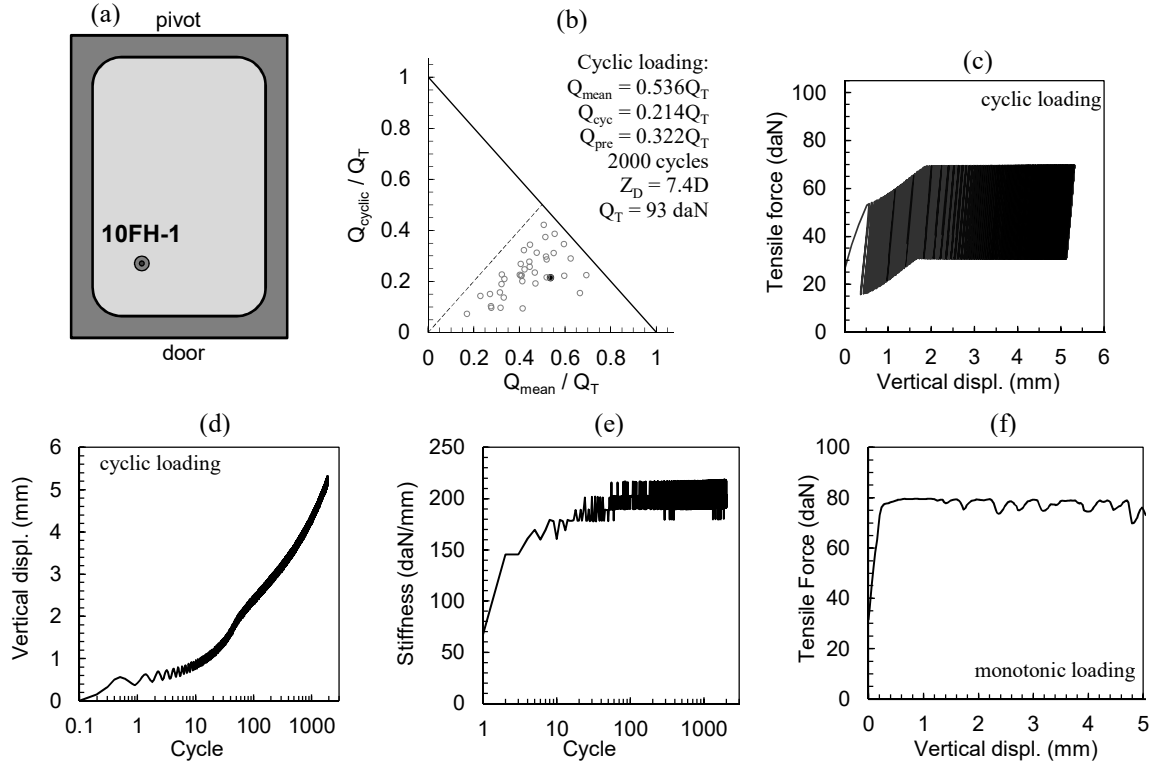 (a)
pivot
10FH-1
door
(b)
Cyclic loading:
Q_mean = 0.536Q_T
Q_cyc = 0.214Q_T
Q_pre = 0.322Q_T
2000 cycles
Z_D = 7.4D
Q_T = 93 daN
Q_cyclic / Q_T
1
0.8
0.6
0.4
0.2
0
0 0.2 0.4 0.6 0.8 1
Q_mean / Q_T
(c)
cyclic loading
Tensile force (daN)
100
80
60
40
20
0
0 1 2 3 4 5 6
Vertical displ. (mm)
(d)
cyclic loading
Vertical displ. (mm)
6
5
4
3
2
1
0
0.1 1 10 100 1000
Cycle
(e)
Stiffness (daN/mm)
250
200
150
100
50
0
1 10 100 1000
Cycle
(f)
Tensile Force (daN)
100
80
60
40
20
0
monotonic loading
0 1 2 3 4 5
Vertical displ. (mm)